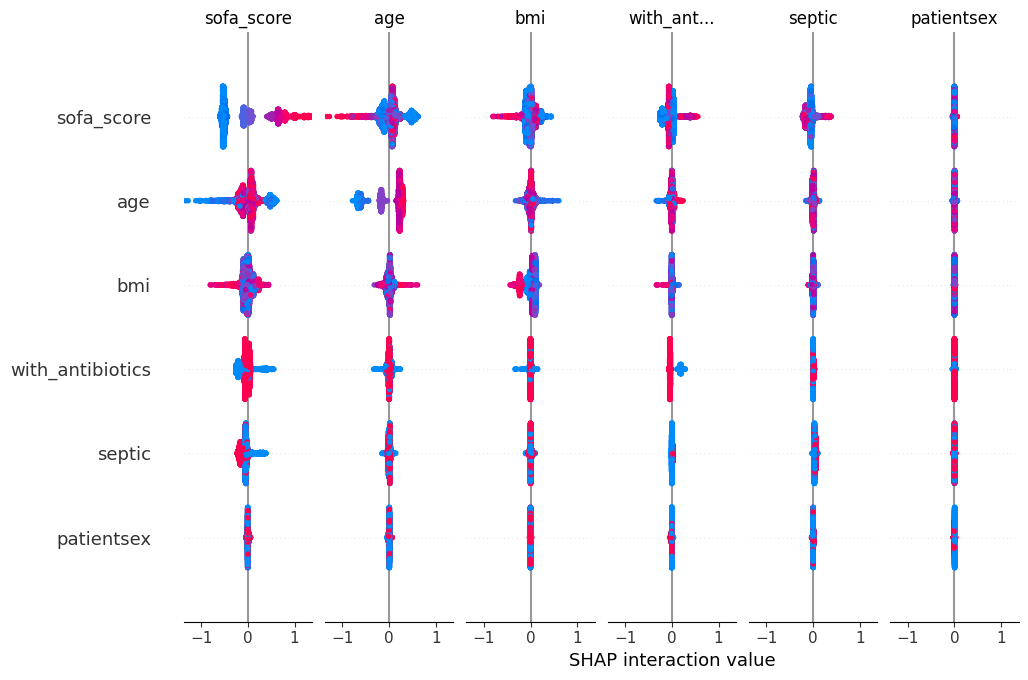 sofa_score age bmi with_ant... septic patientsex
sofa_score
age
bmi
with_antibiotics
septic
patientsex
−1 0 1 −1 0 1 −1 0 1 −1 0 1 −1 0 1 −1 0 1
SHAP interaction value